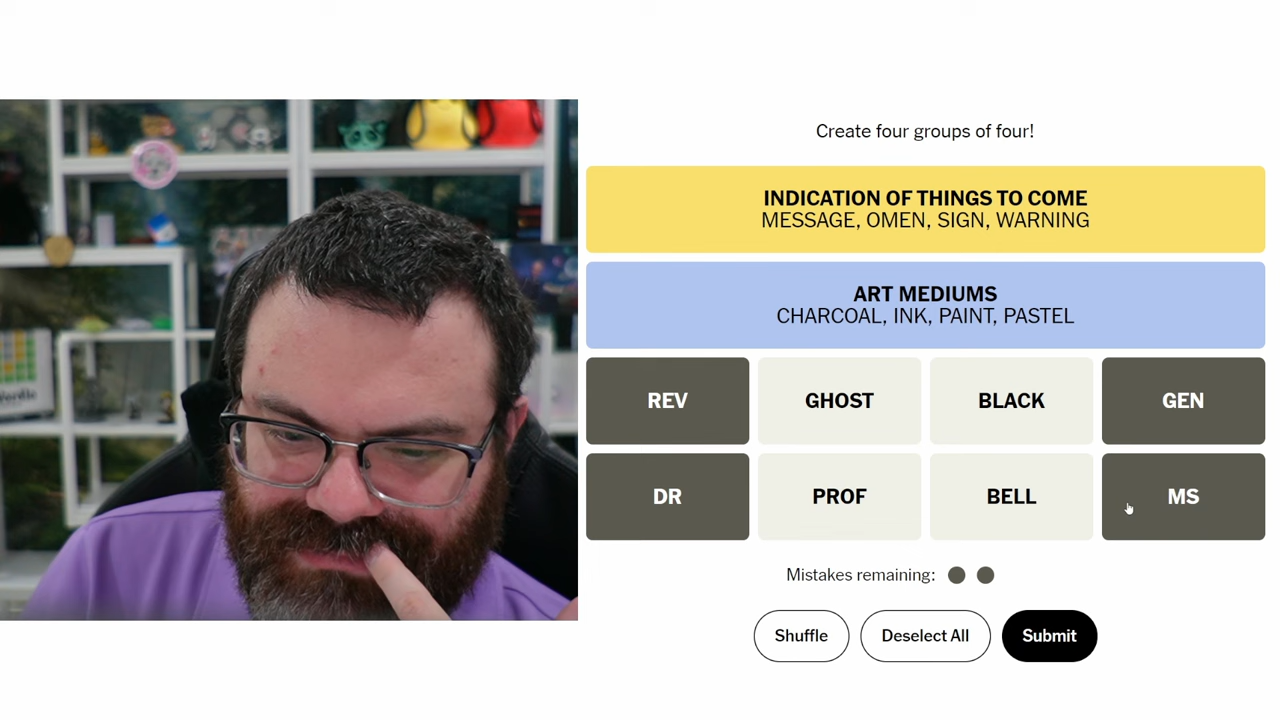 Create four groups of four!
INDICATION OF THINGS TO COME
MESSAGE, OMEN, SIGN, WARNING
ART MEDIUMS
CHARCOAL, INK, PAINT, PASTEL
REV GHOST BLACK GEN
DR PROF BELL MS
Mistakes remaining:
Shuffle Deselect All Submit